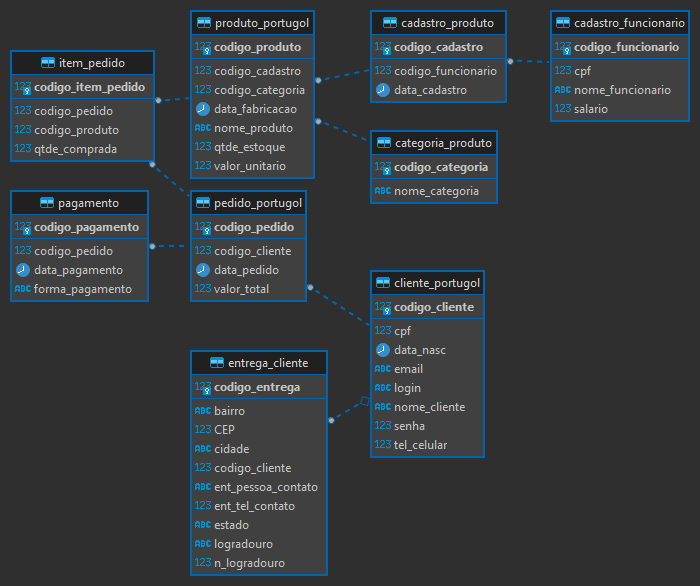 item_pedido
123 codigo_item_pedido
123 codigo_pedido
123 codigo_produto
123 qtde_comprada
produto_portugol
123 codigo_produto
123 codigo_cadastro
123 codigo_categoria
data_fabricacao
ABC nome_produto
123 qtde_estoque
123 valor_unitario
cadastro_produto
123 codigo_cadastro
123 codigo_funcionario
data_cadastro
cadastro_funcionario
123 codigo_funcionario
123 cpf
ABC nome_funcionario
123 salario
categoria_produto
123 codigo_categoria
ABC nome_categoria
pagamento
123 codigo_pagamento
123 codigo_pedido
data_pagamento
ABC forma_pagamento
pedido_portugol
123 codigo_pedido
123 codigo_cliente
data_pedido
123 valor_total
cliente_portugol
123 codigo_cliente
123 cpf
data_nasc
ABC email
ABC login
ABC nome_cliente
123 senha
123 tel_celular
entrega_cliente
123 codigo_entrega
ABC bairro
123 CEP
ABC cidade
123 codigo_cliente
ABC ent_pessoa_contato
123 ent_tel_contato
ABC estado
ABC logradouro
123 n_logradouro